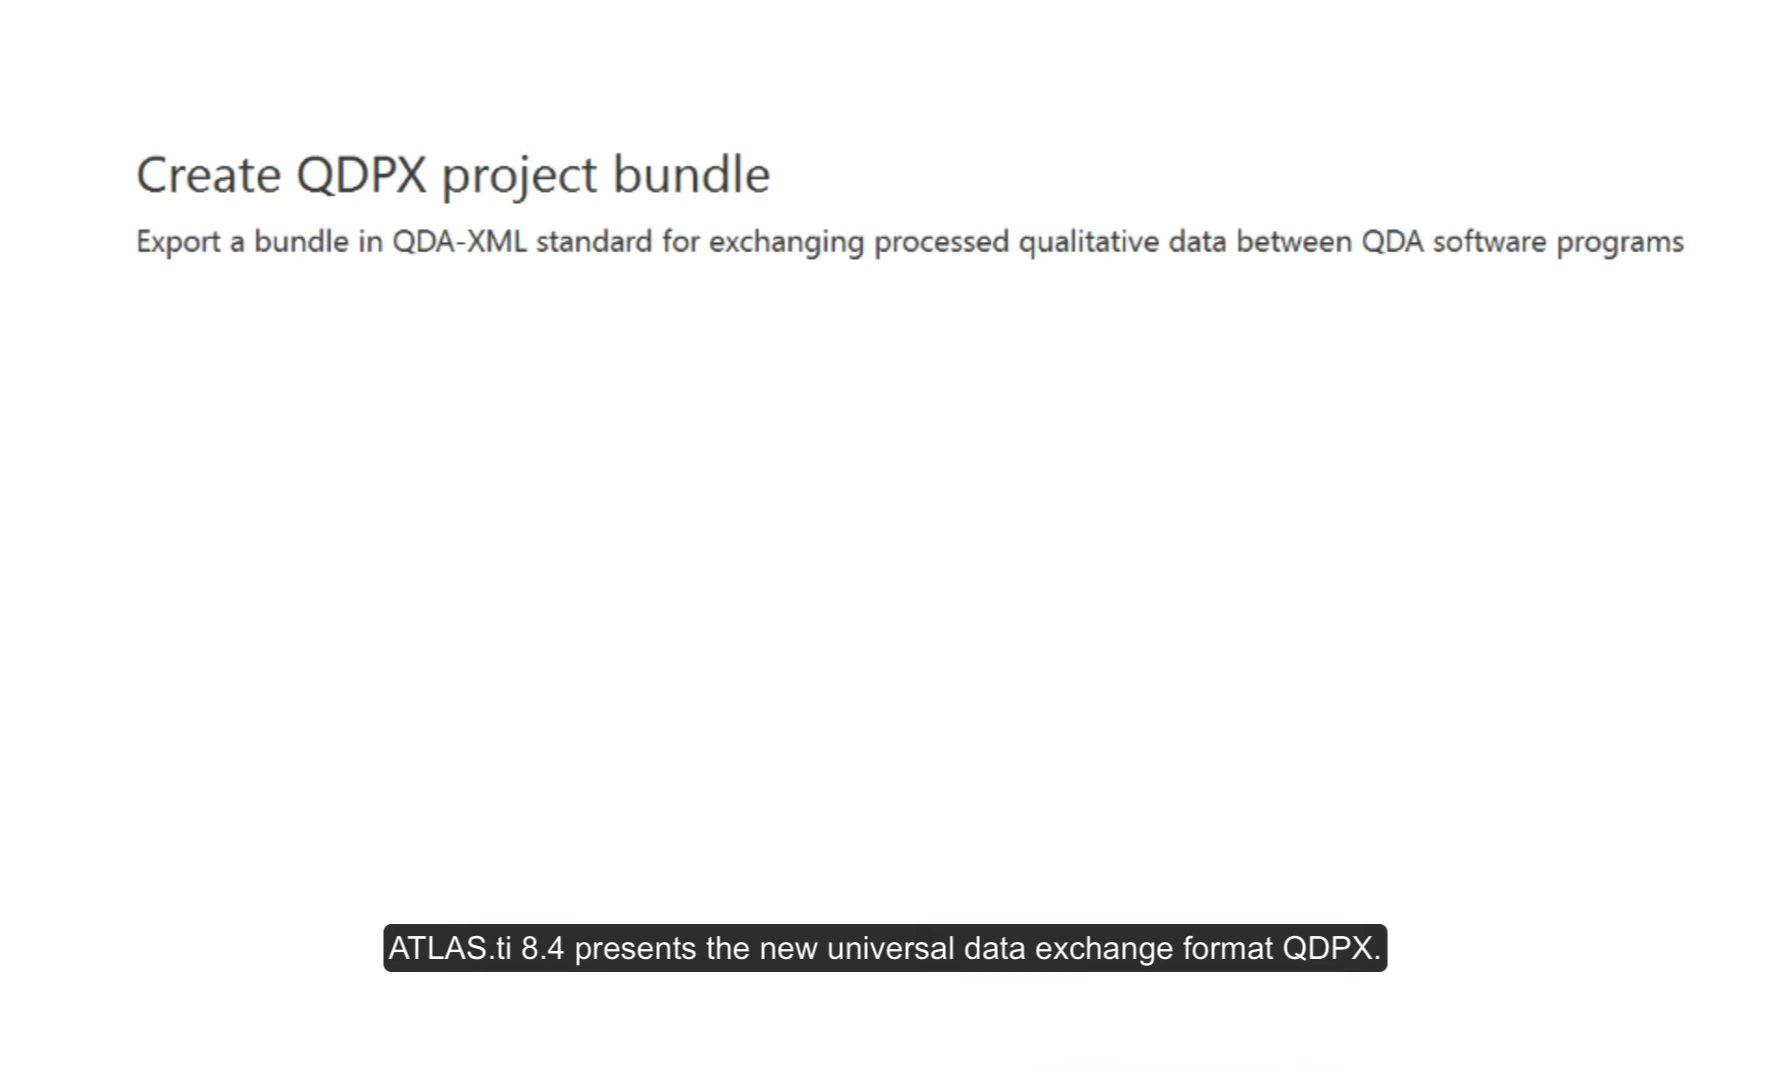 Create QDPX project bundle
Export a bundle in QDA-XML standard for exchanging processed qualitative data between QDA software programs
ATLAS.ti 8.4 presents the new universal data exchange format QDPX.